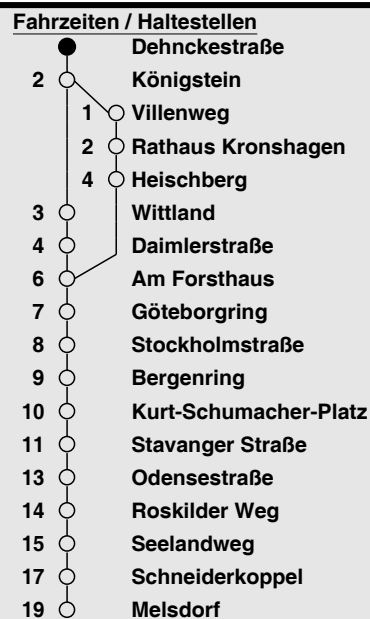 Fahrzeiten / Haltestellen
Dehnckestraße
2 Königstein
1 Villenweg
2 Rathaus Kronshagen
4 Heischberg
3 Wittland
4 Daimlerstraße
6 Am Forsthaus
7 Göteborgring
8 Stockholmstraße
9 Bergenring
10 Kurt-Schumacher-Platz
11 Stavanger Straße
13 Odensestraße
14 Roskilder Weg
15 Seelandweg
17 Schneiderkoppel
19 Melsdorf